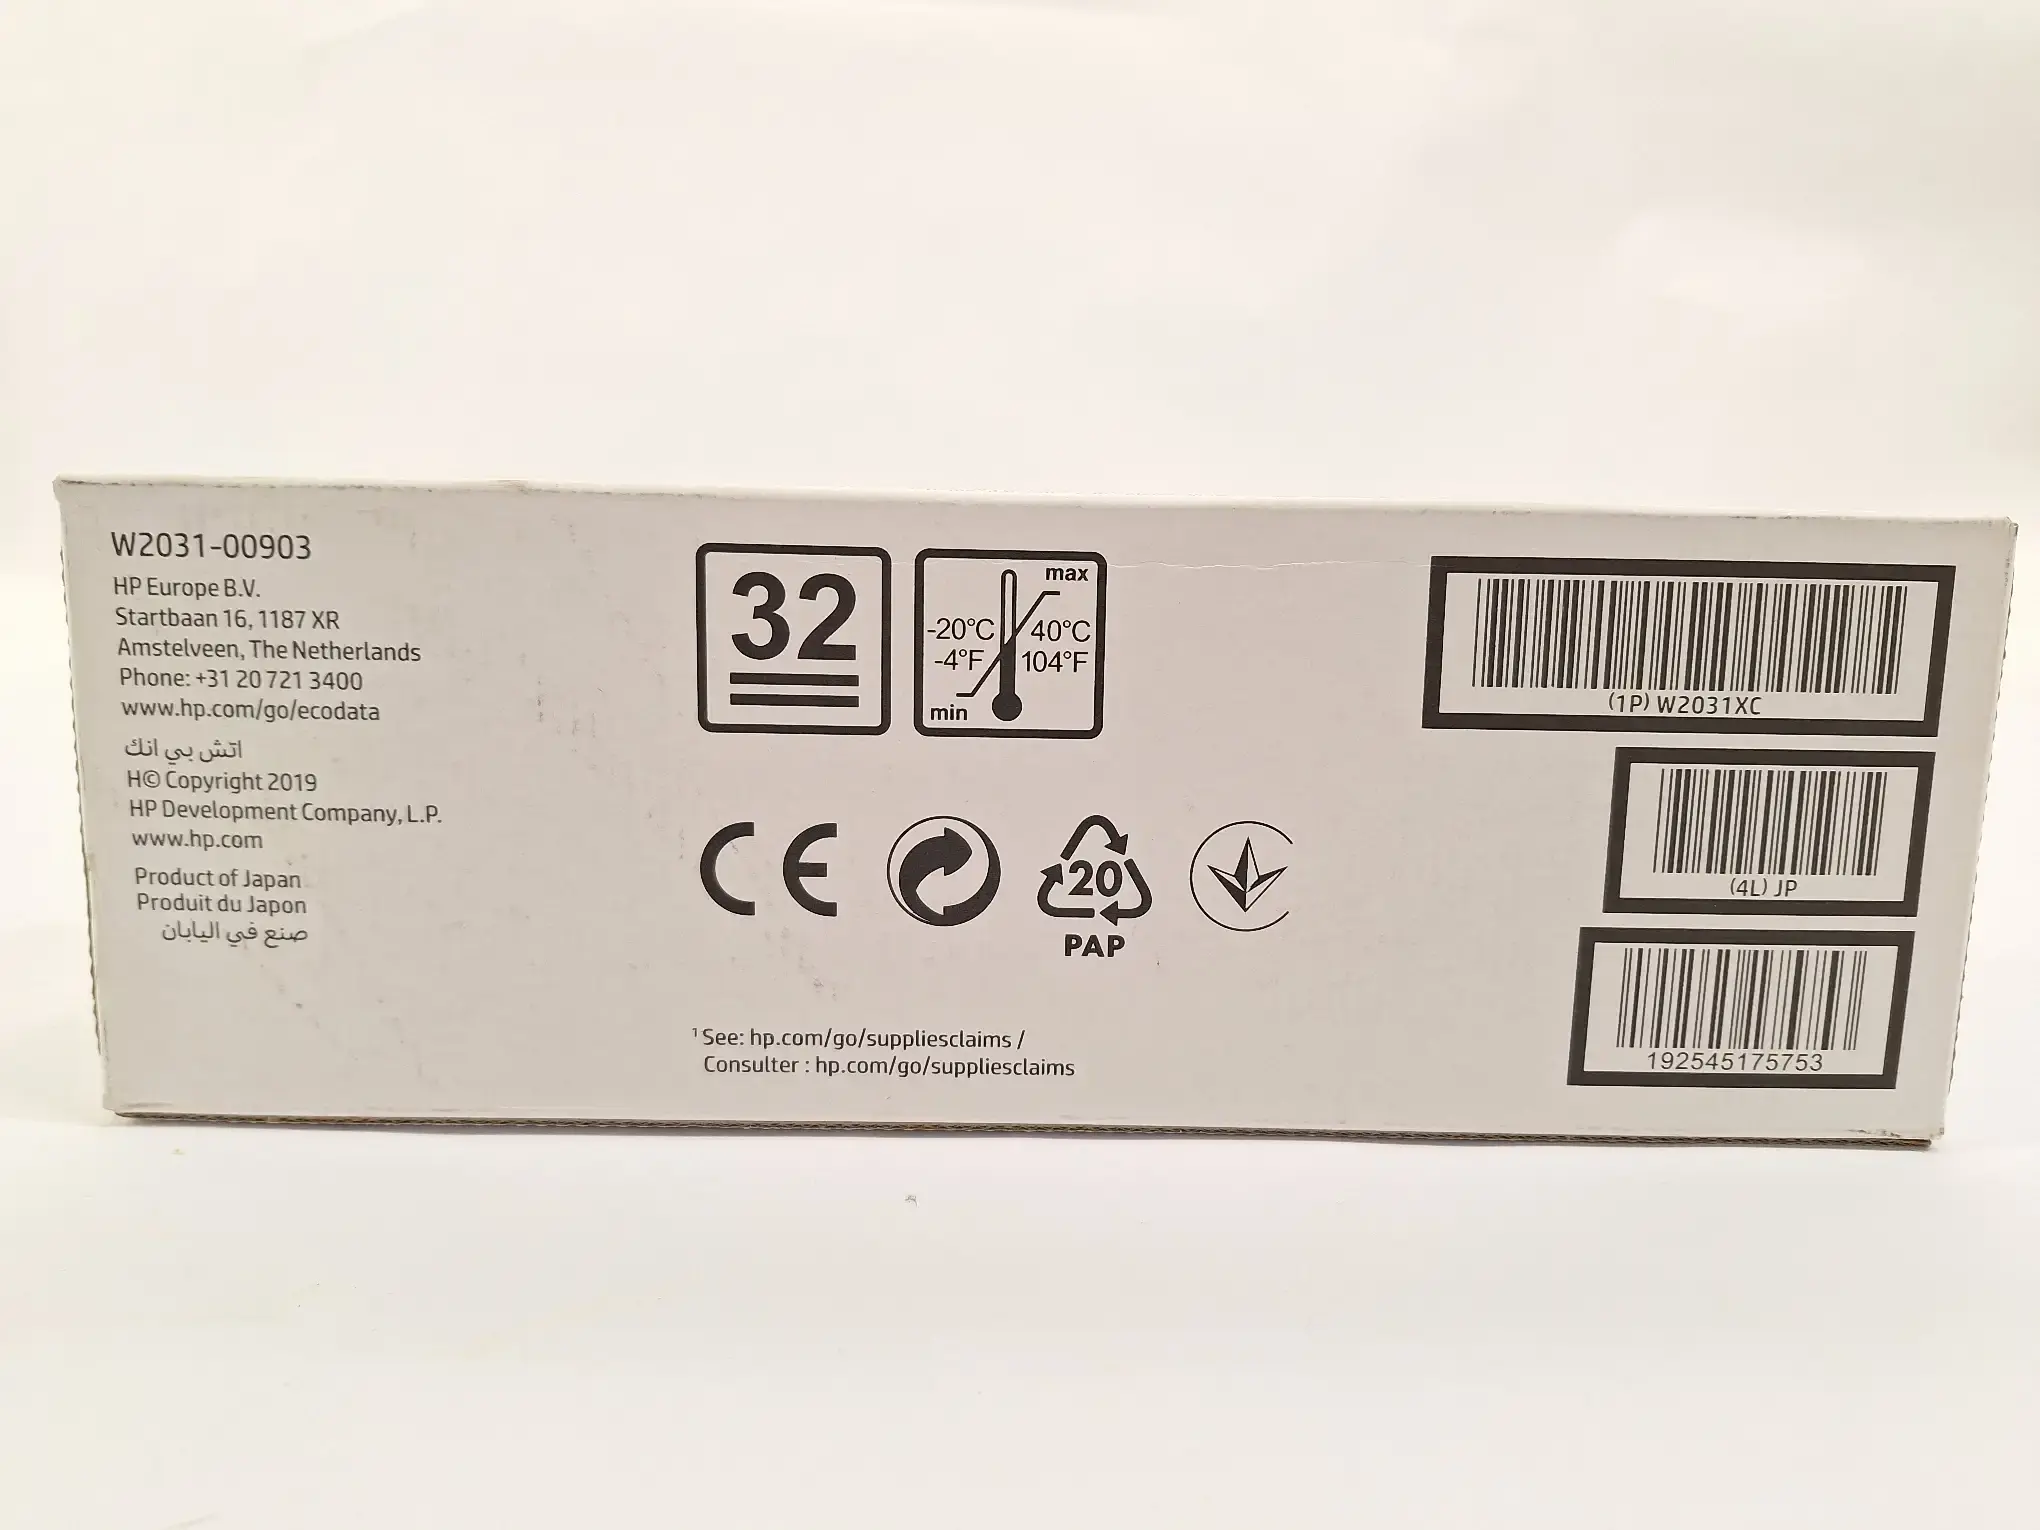 W2031-00903
HP Europe B.V.
Startbaan 16, 1187 XR
Amstelveen, The Netherlands
Phone: +31 20 721 3400
www.hp.com/go/ecodata
اتش بي انك
H© Copyright 2019
HP Development Company, L.P.
www.hp.com
Product of Japan
Produit du Japon
صنع في اليابان
32
max
-20°C 40°C
-4°F 104°F
min
CE
20
PAP
¹ See: hp.com/go/suppliesclaims /
Consulter : hp.com/go/suppliesclaims
(1P) W2031XC
(4L) JP
192545175753